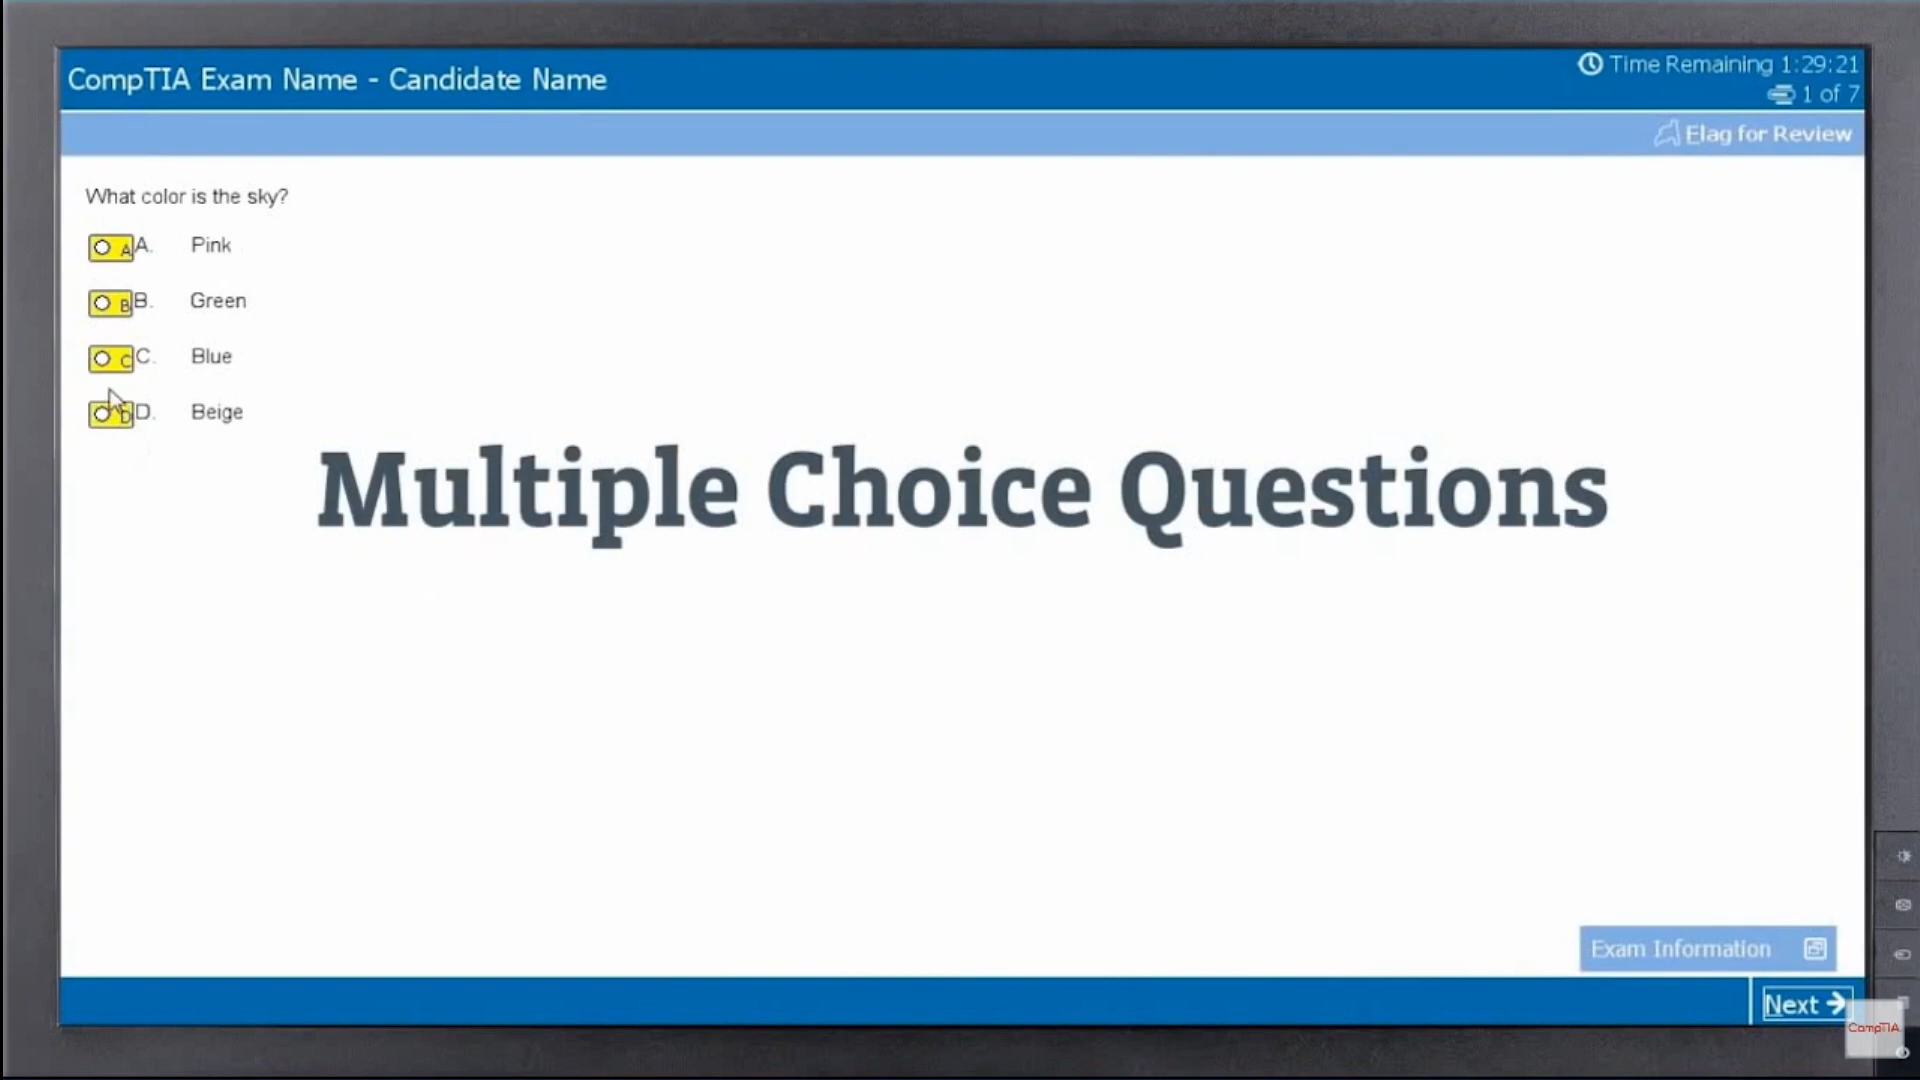 CompTIA Exam Name - Candidate Name
Time Remaining 1:29:21
1 of 7
Flag for Review
What color is the sky?
A A. Pink
B B. Green
C C. Blue
D D. Beige
Multiple Choice Questions
Exam Information
Next
CompTIA